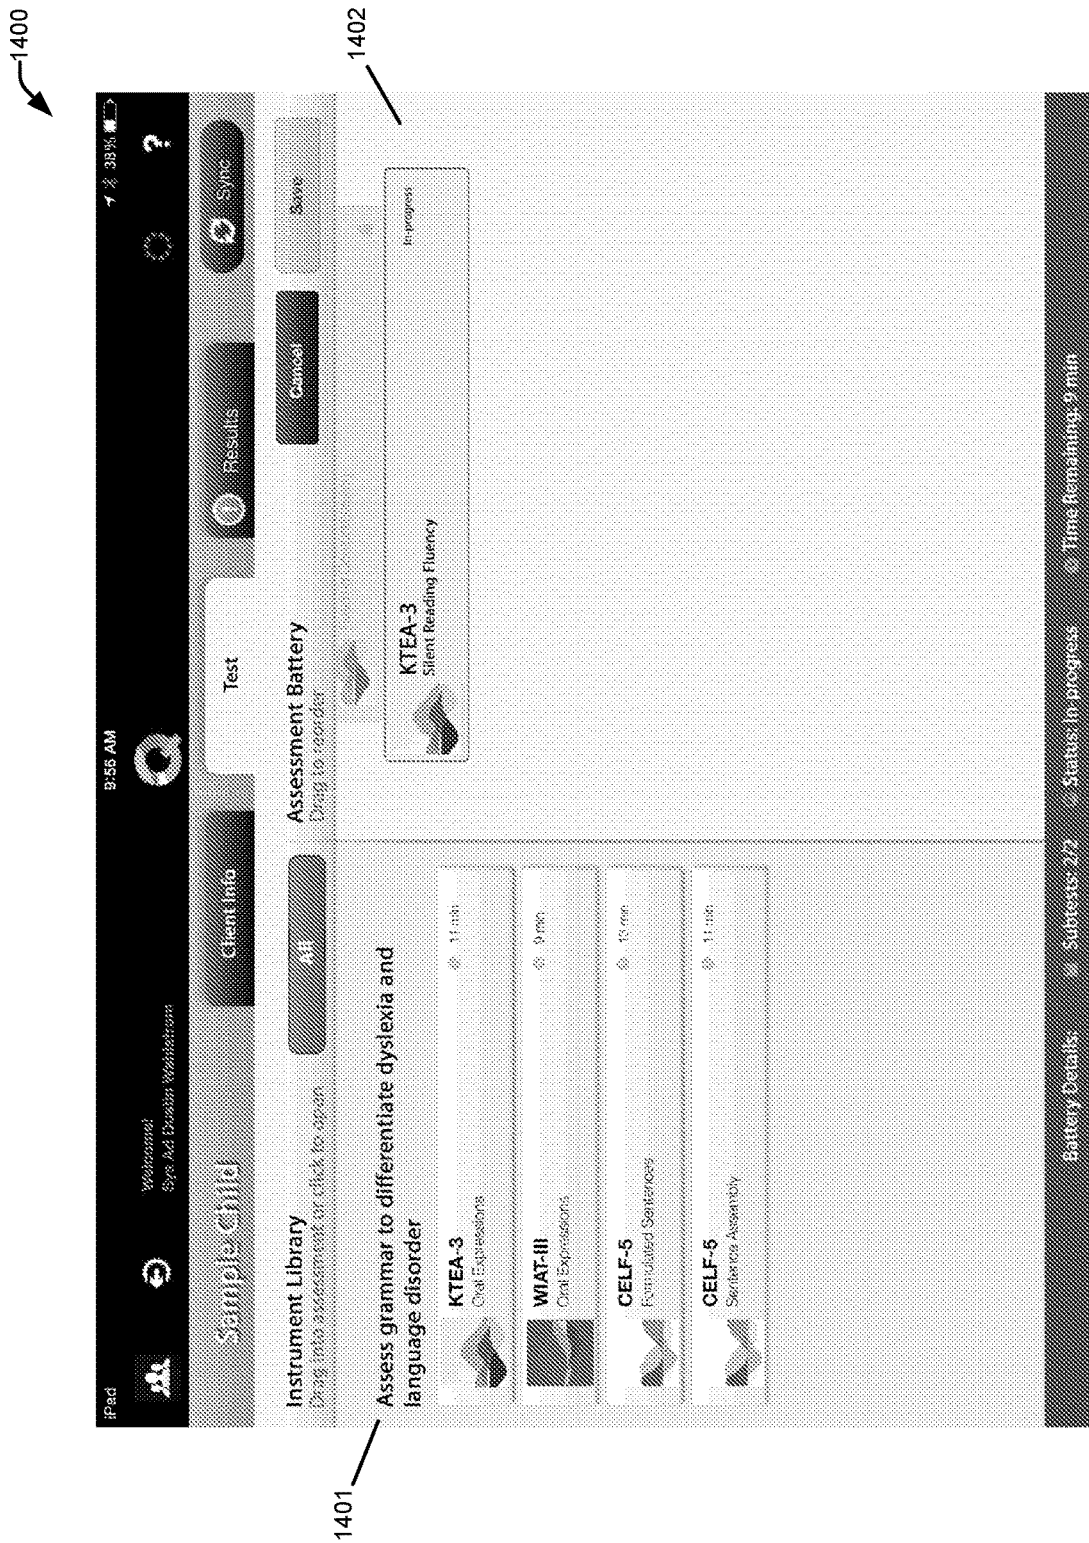 1400
iPad
9:56 AM
38%
Welcome!
Sys Ad Dustin Wahlstrom
?
Sample Child
Client Info
Test
Results
Sync
Instrument Library
Drag into assessment or click to open
All
Assessment Battery
Drag to reorder
Cancel
Save
1401
1402
Assess grammar to differentiate dyslexia and
language disorder
KTEA-3
Oral Expressions
11 min
WIAT-III
Oral Expressions
9 min
CELF-5
Formulated Sentences
13 min
CELF-5
Sentence Assembly
11 min
KTEA-3
Silent Reading Fluency
In-progress
Battery Details:
Subtests: 2/2
Status: In-progress
Time Remaining: 9 min